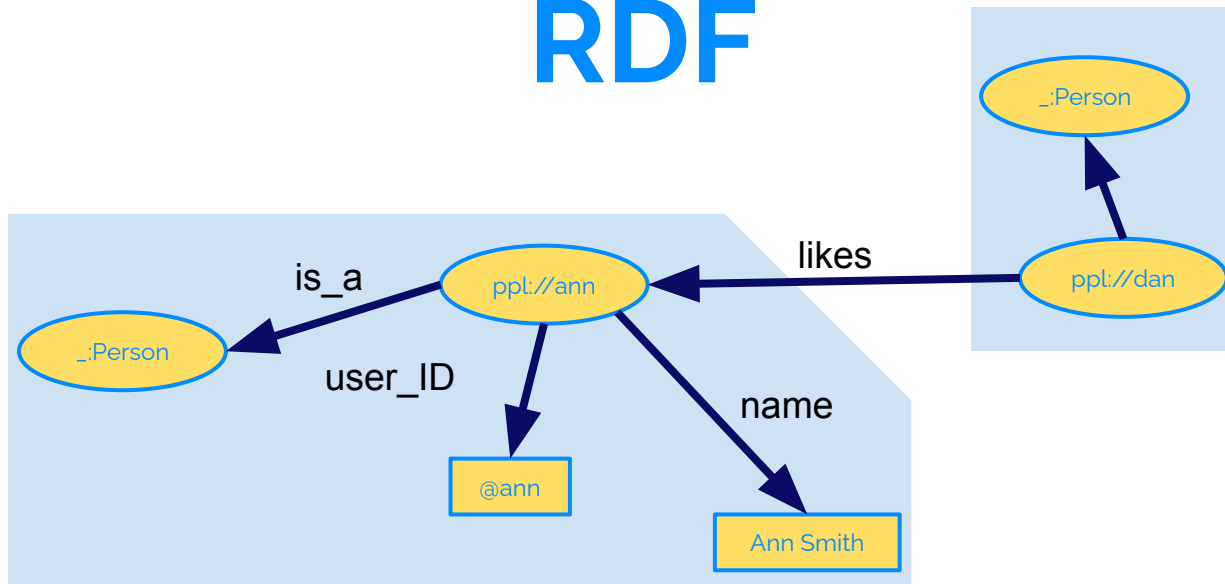 RDF
_:Person
likes
ppl://dan
is_a
ppl://ann
_:Person
user_ID
name
@ann
Ann Smith